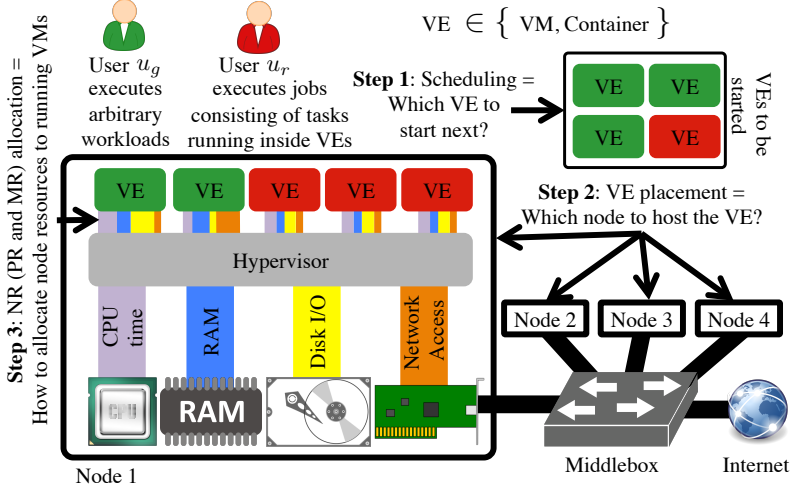 VE ∈ { VM, Container }
User u_g
executes
arbitrary
workloads
User u_r
executes jobs
consisting of tasks
running inside VEs
Step 1: Scheduling =
Which VE to
start next?
VE VE
VE VE
VEs to be
started
Step 2: VE placement =
Which node to host the VE?
Step 3: NR (PR and MR) allocation =
How to allocate node resources to running VMs
VE VE VE VE VE
Hypervisor
CPU
time
RAM
Disk I/O
Network
Access
CPU
RAM
Node 1
Node 2 Node 3 Node 4
Middlebox
Internet